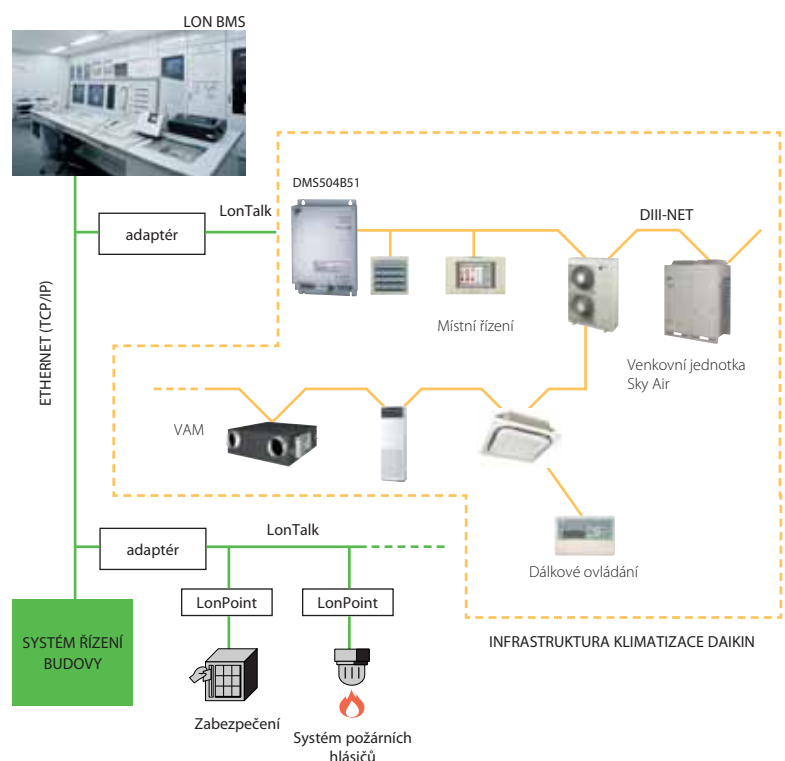 LON BMS
DMS504B51
LonTalk
adaptér
DIII-NET
Místní řízení
Venkovní jednotka
Sky Air
ETHERNET (TCP/IP)
VAM
LonTalk
adaptér
Dálkové ovládání
LonPoint
LonPoint
SYSTÉM ŘÍZENÍ
BUDOVY
INFRASTRUKTURA KLIMATIZACE DAIKIN
Zabezpečení
Systém požárních
hlásičů